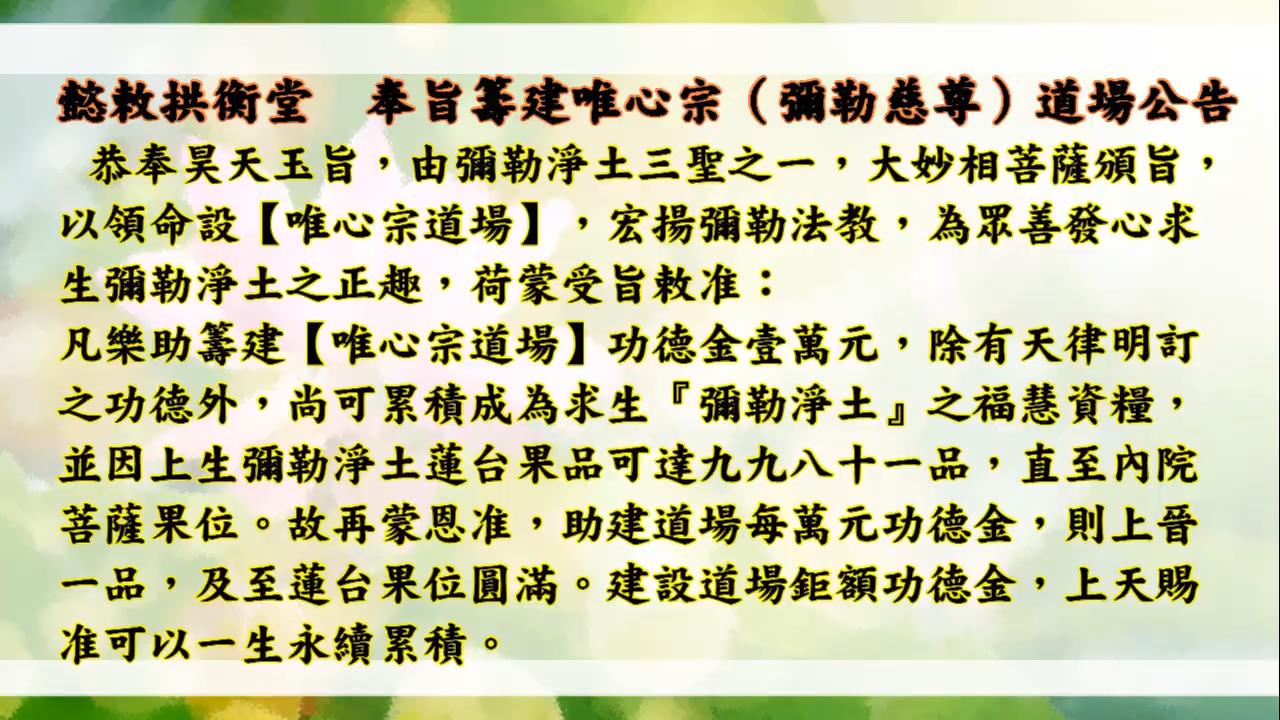 懿敕拱衡堂　奉旨籌建唯心宗（彌勒慈尊）道場公告
恭奉昊天玉旨，由彌勒淨土三聖之一，大妙相菩薩頒旨，
以領命設【唯心宗道場】，宏揚彌勒法教，為眾善發心求
生彌勒淨土之正趣，荷蒙受旨敕准：
凡樂助籌建【唯心宗道場】功德金壹萬元，除有天律明訂
之功德外，尚可累積成為求生『彌勒淨土』之福慧資糧，
並因上生彌勒淨土蓮台果品可達九九八十一品，直至內院
菩薩果位。故再蒙恩准，助建道場每萬元功德金，則上晉
一品，及至蓮台果位圓滿。建設道場鉅額功德金，上天賜
准可以一生永續累積。